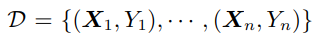 𝒟 = {(𝑿₁, Y₁), ⋯ , (𝑿ₙ, Yₙ)}